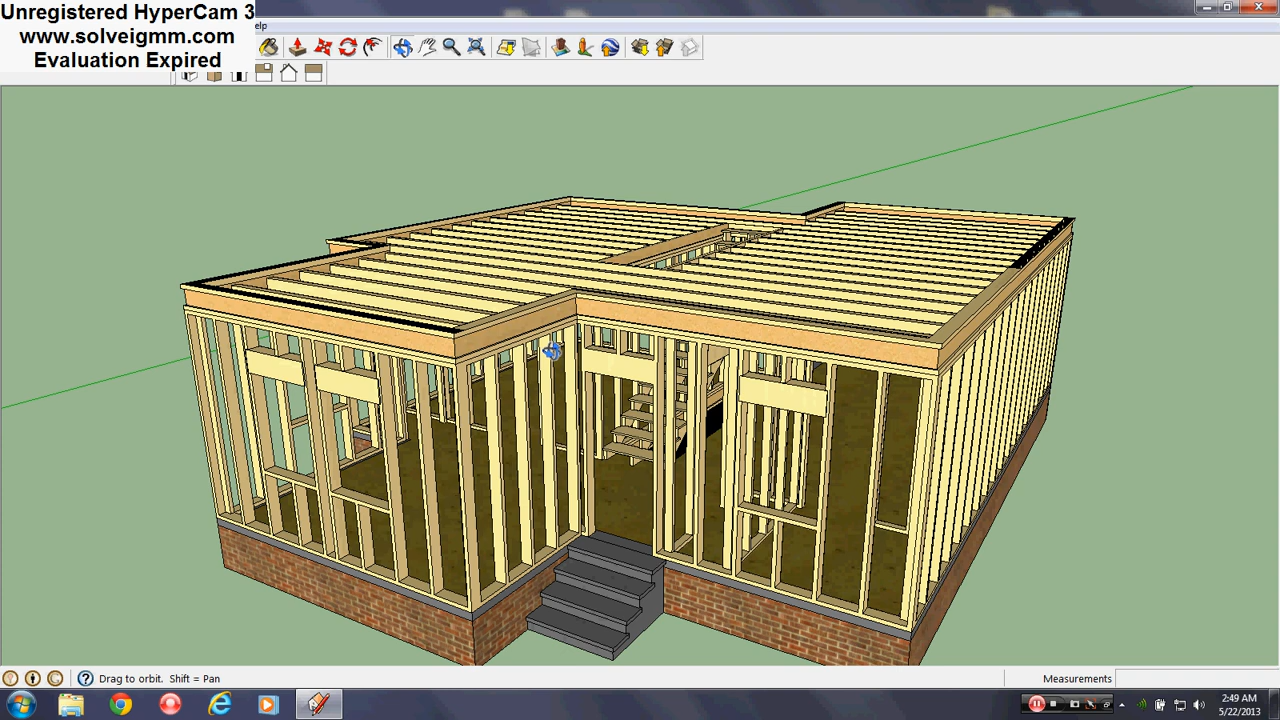 Unregistered HyperCam 3
www.solveigmm.com
Evaluation Expired
elp
Drag to orbit. Shift = Pan
Measurements
2:49 AM
5/22/2013